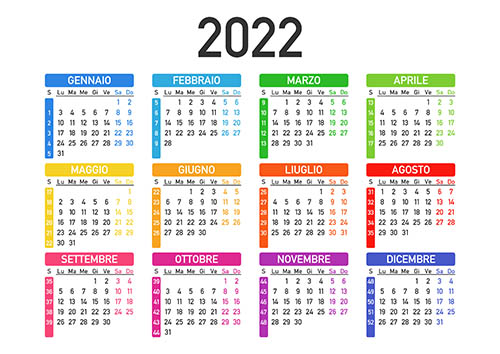 2022
GENNAIO
S Lu Ma Me Gi Ve Sa Do
1 2
1 3 4 5 6 7 8 9
2 10 11 12 13 14 15 16
3 17 18 19 20 21 22 23
4 24 25 26 27 28 29 30
5 31
FEBBRAIO
S Lu Ma Me Gi Ve Sa Do
5 1 2 3 4 5 6
6 7 8 9 10 11 12 13
7 14 15 16 17 18 19 20
8 21 22 23 24 25 26 27
9 28
MARZO
S Lu Ma Me Gi Ve Sa Do
9 1 2 3 4 5 6
10 7 8 9 10 11 12 13
11 14 15 16 17 18 19 20
12 21 22 23 24 25 26 27
13 28 29 30 31
APRILE
S Lu Ma Me Gi Ve Sa Do
13 1 2 3
14 4 5 6 7 8 9 10
15 11 12 13 14 15 16 17
16 18 19 20 21 22 23 24
17 25 26 27 28 29 30
MAGGIO
S Lu Ma Me Gi Ve Sa Do
17 1
18 2 3 4 5 6 7 8
19 9 10 11 12 13 14 15
20 16 17 18 19 20 21 22
21 23 24 25 26 27 28 29
22 30 31
GIUGNO
S Lu Ma Me Gi Ve Sa Do
22 1 2 3 4 5
23 6 7 8 9 10 11 12
24 13 14 15 16 17 18 19
25 20 21 22 23 24 25 26
26 27 28 29 30
LUGLIO
S Lu Ma Me Gi Ve Sa Do
26 1 2 3
27 4 5 6 7 8 9 10
28 11 12 13 14 15 16 17
29 18 19 20 21 22 23 24
30 25 26 27 28 29 30 31
AGOSTO
S Lu Ma Me Gi Ve Sa Do
31 1 2 3 4 5 6 7
32 8 9 10 11 12 13 14
33 15 16 17 18 19 20 21
34 22 23 24 25 26 27 28
35 29 30 31
SETTEMBRE
S Lu Ma Me Gi Ve Sa Do
35 1 2 3 4
36 5 6 7 8 9 10 11
37 12 13 14 15 16 17 18
38 19 20 21 22 23 24 25
39 26 27 28 29 30
OTTOBRE
S Lu Ma Me Gi Ve Sa Do
39 1 2
40 3 4 5 6 7 8 9
41 10 11 12 13 14 15 16
42 17 18 19 20 21 22 23
43 24 25 26 27 28 29 30
44 31
NOVEMBRE
S Lu Ma Me Gi Ve Sa Do
44 1 2 3 4 5 6
45 7 8 9 10 11 12 13
46 14 15 16 17 18 19 20
47 21 22 23 24 25 26 27
48 28 29 30
DICEMBRE
S Lu Ma Me Gi Ve Sa Do
48 1 2 3 4
49 5 6 7 8 9 10 11
50 12 13 14 15 16 17 18
51 19 20 21 22 23 24 25
52 26 27 28 29 30 31